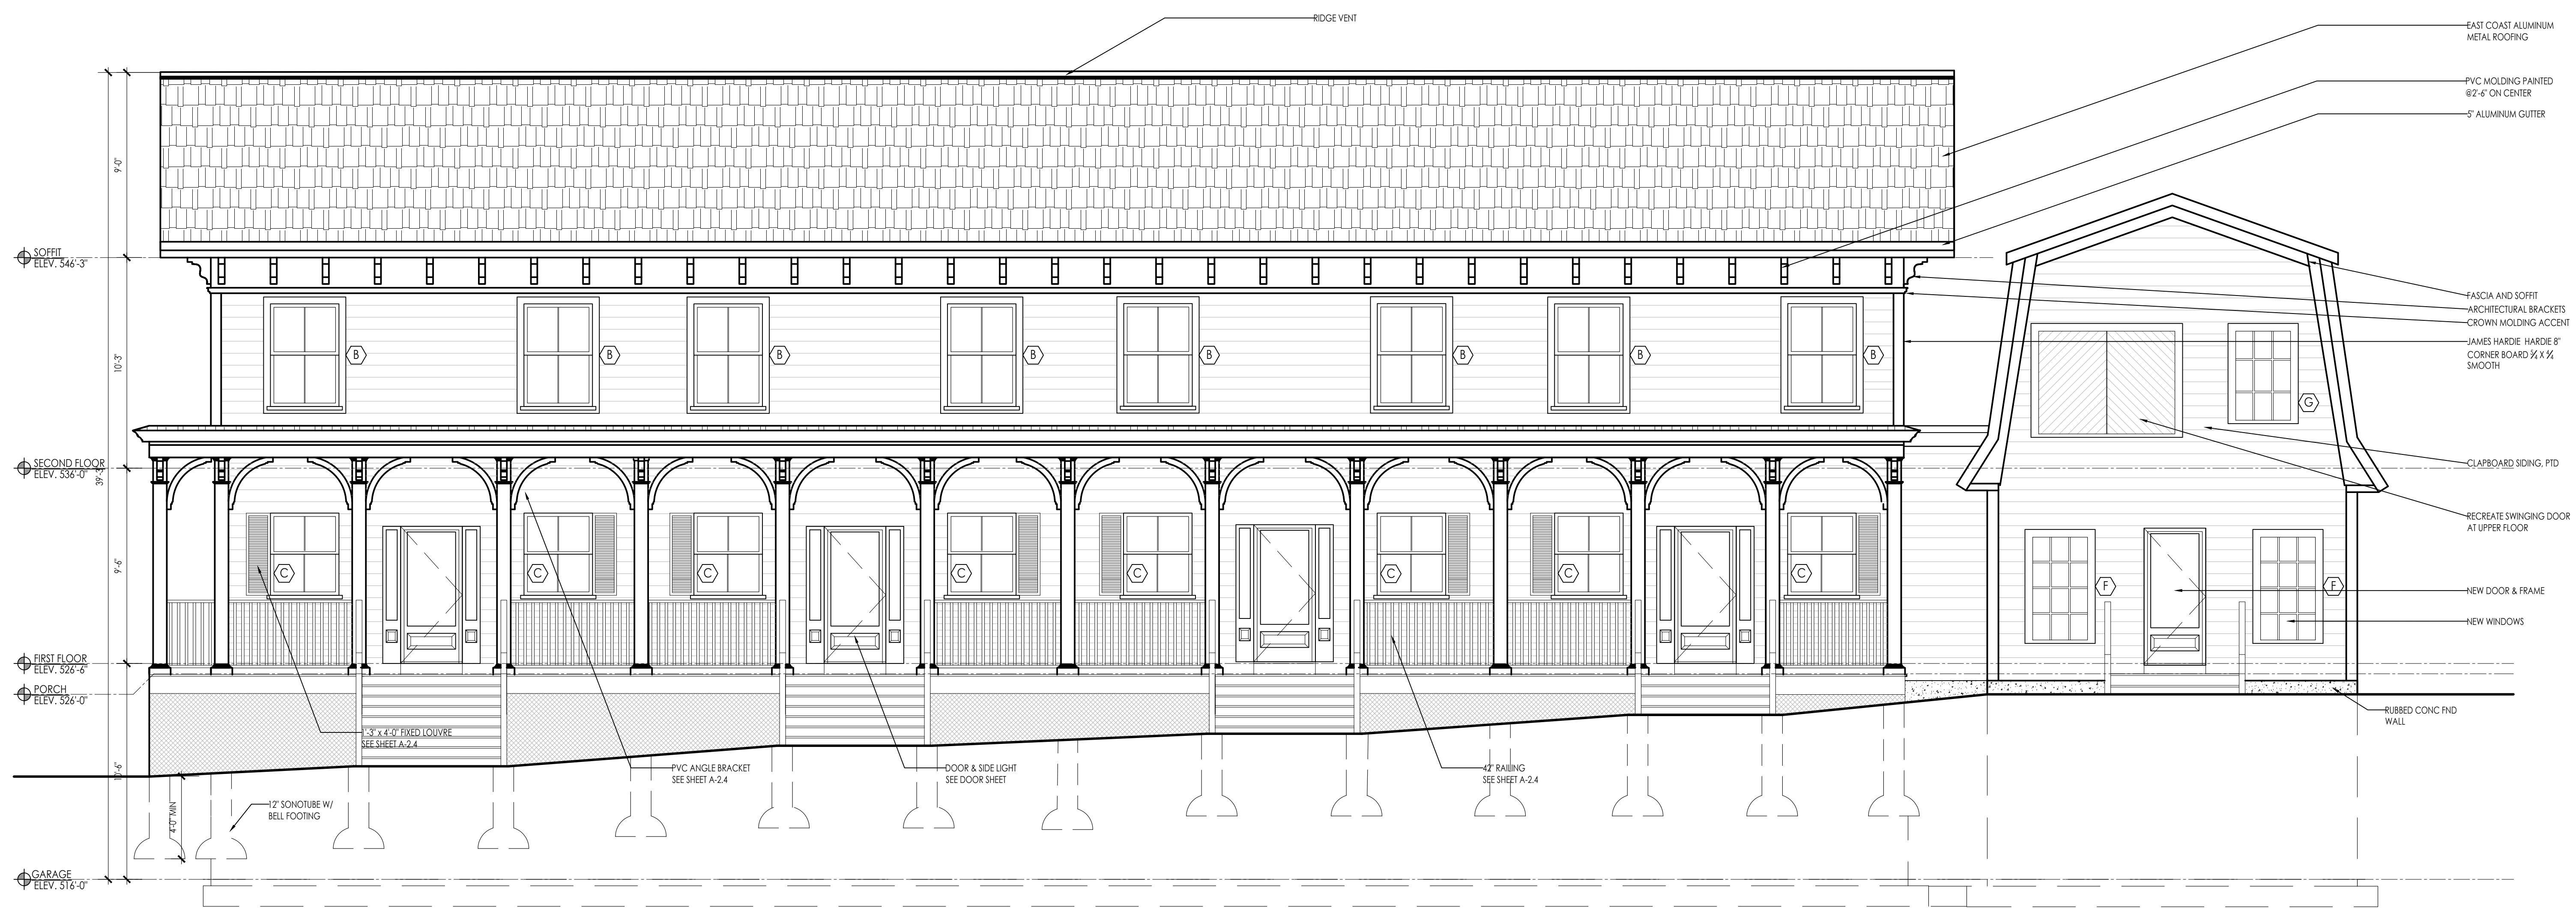 RIDGE VENT
EAST COAST ALUMINUM
METAL ROOFING
PVC MOLDING PAINTED
@2'-6" ON CENTER
5" ALUMINUM GUTTER
9'-0"
SOFFIT
ELEV. 546'-3"
FASCIA AND SOFFIT
ARCHITECTURAL BRACKETS
CROWN MOLDING ACCENT
JAMES HARDIE HARDIE 8"
CORNER BOARD 5/4 X 5/4
SMOOTH
10'-3"
B
B
B
B
B
B
B
B
G
SECOND FLOOR
ELEV. 536'-0"
39'-3"
CLAPBOARD SIDING, PTD
RECREATE SWINGING DOOR
AT UPPER FLOOR
9'-6"
C
C
C
C
C
C
C
C
F
F
NEW DOOR & FRAME
NEW WINDOWS
FIRST FLOOR
ELEV. 526'-6"
PORCH
ELEV. 526'-0"
RUBBED CONC FND
WALL
1'-3" x 4'-0" FIXED LOUVRE
SEE SHEET A-2.4
PVC ANGLE BRACKET
SEE SHEET A-2.4
DOOR & SIDE LIGHT
SEE DOOR SHEET
42" RAILING
SEE SHEET A-2.4
10'-6"
4'-0" MIN
12" SONOTUBE W/
BELL FOOTING
GARAGE
ELEV. 516'-0"